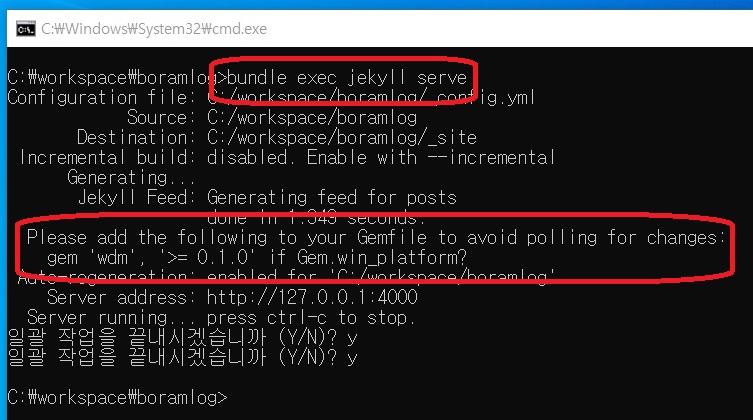 C:\Windows\System32\cmd.exe
C:\workspace\boramlog>bundle exec jekyll serve
Configuration file: C:/workspace/boramlog/_config.yml
Source: C:/workspace/boramlog
Destination: C:/workspace/boramlog/_site
Incremental build: disabled. Enable with --incremental
Generating...
Jekyll Feed: Generating feed for posts
done in 1.343 seconds.
Please add the following to your Gemfile to avoid polling for changes:
gem 'wdm', '>= 0.1.0' if Gem.win_platform?
Auto-regeneration: enabled for 'C:/workspace/boramlog'
Server address: http://127.0.0.1:4000
Server running... press ctrl-c to stop.
일괄 작업을 끝내시겠습니까 (Y/N)? y
일괄 작업을 끝내시겠습니까 (Y/N)? y
C:\workspace\boramlog>